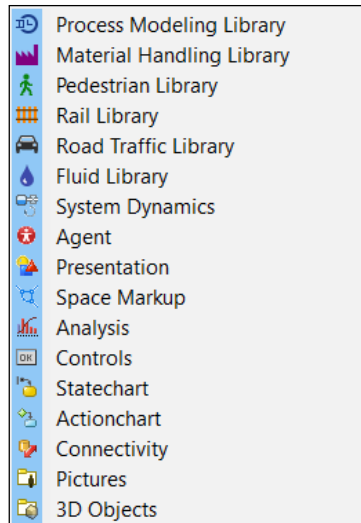 Process Modeling Library
Material Handling Library
Pedestrian Library
Rail Library
Road Traffic Library
Fluid Library
System Dynamics
Agent
Presentation
Space Markup
Analysis
OK Controls
Statechart
Actionchart
Connectivity
Pictures
3D Objects